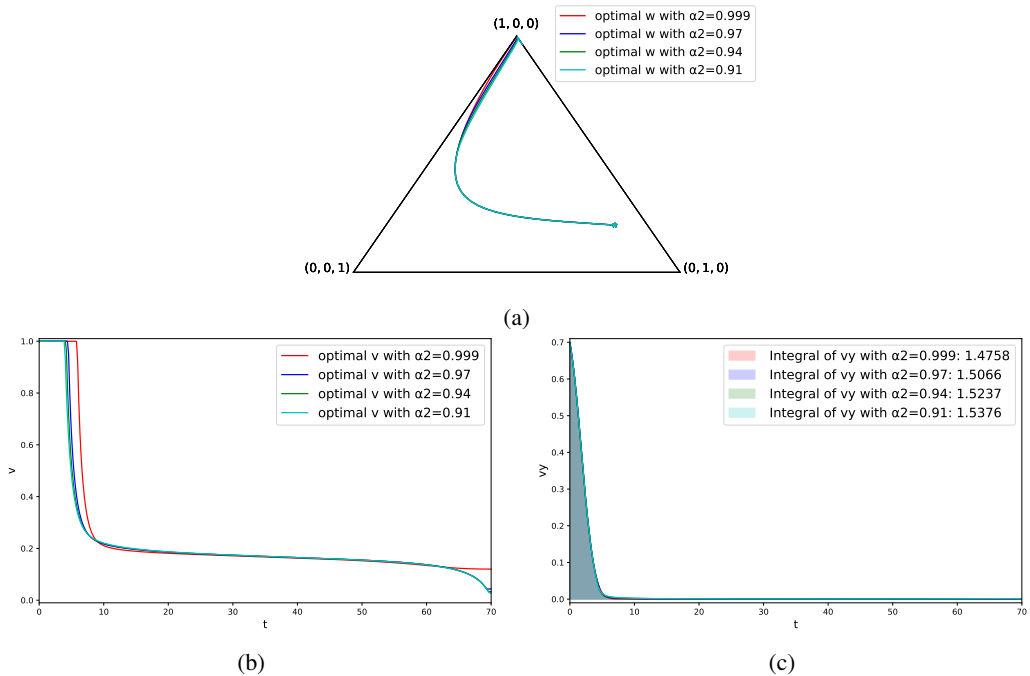 (1, 0, 0)
optimal w with α2=0.999
optimal w with α2=0.97
optimal w with α2=0.94
optimal w with α2=0.91
(0, 0, 1)
(0, 1, 0)
(a)
1.0
0.8
0.6
0.4
0.2
0.0
v
optimal v with α2=0.999
optimal v with α2=0.97
optimal v with α2=0.94
optimal v with α2=0.91
0 10 20 30 40 50 60 70
t
(b)
0.7
0.6
0.5
0.4
0.3
0.2
0.1
0.0
vy
Integral of vy with α2=0.999: 1.4758
Integral of vy with α2=0.97: 1.5066
Integral of vy with α2=0.94: 1.5237
Integral of vy with α2=0.91: 1.5376
0 10 20 30 40 50 60 70
t
(c)